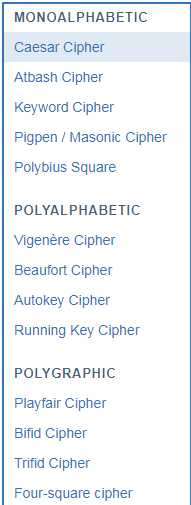 MONOALPHABETIC
Caesar Cipher
Atbash Cipher
Keyword Cipher
Pigpen / Masonic Cipher
Polybius Square
POLYALPHABETIC
Vigenère Cipher
Beaufort Cipher
Autokey Cipher
Running Key Cipher
POLYGRAPHIC
Playfair Cipher
Bifid Cipher
Trifid Cipher
Four-square cipher